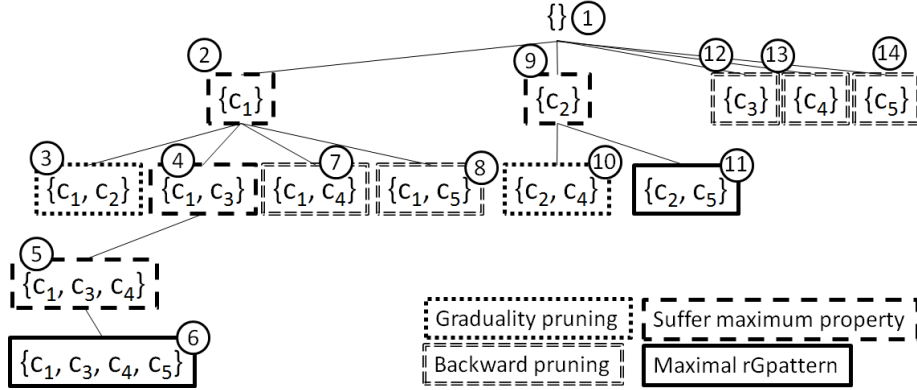 {} 1
2 9 12 13 14
{c₁} {c₂} {c₃} {c₄} {c₅}
3 4 7 8 10 11
{c₁, c₂} {c₁, c₃} {c₁, c₄} {c₁, c₅} {c₂, c₄} {c₂, c₅}
5
{c₁, c₃, c₄}
6
{c₁, c₃, c₄, c₅}
Graduality pruning Suffer maximum property
Backward pruning Maximal rGpattern